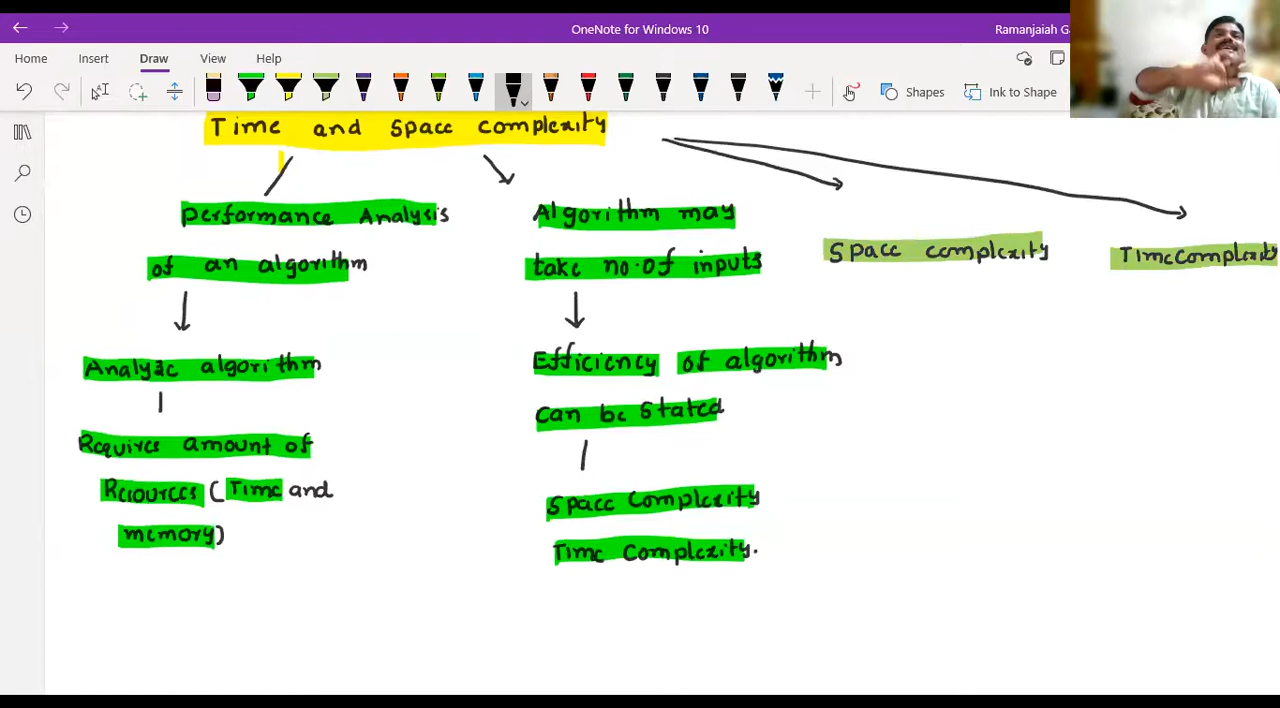 OneNote for Windows 10
Ramanjaiah G
Home Insert Draw View Help
Shapes
Ink to Shape
Time and Space complexity
Performance Analysis
of an algorithm
Analyze algorithm
Requires amount of
Resources (Time and
memory)
Algorithm may
take no.of inputs
Efficiency of algorithm
can be stated
Space complexity
Time complexity.
Space complexity
Time complexity